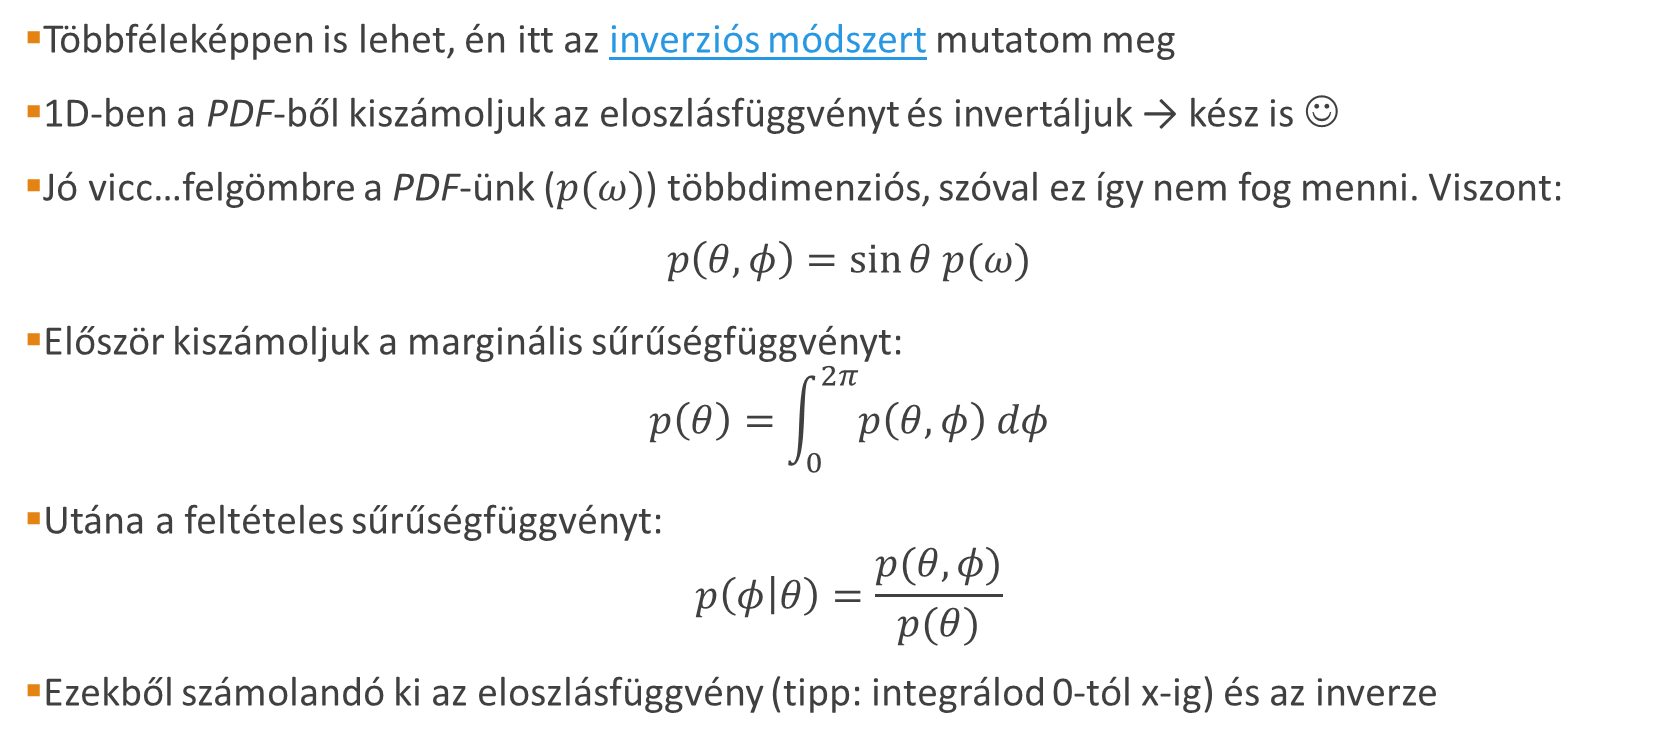 ▪Többféleképpen is lehet, én itt az inverziós módszert mutatom meg
▪1D-ben a PDF-ből kiszámoljuk az eloszlásfüggvényt és invertáljuk → kész is ☺
▪Jó vicc…felgömbre a PDF-ünk (p(ω)) többdimenziós, szóval ez így nem fog menni. Viszont:
p(θ, ϕ) = sin θ p(ω)
▪Először kiszámoljuk a marginális sűrűségfüggvényt:
p(θ) = ∫₀^{2π} p(θ, ϕ) dϕ
▪Utána a feltételes sűrűségfüggvényt:
p(ϕ|θ) = p(θ, ϕ) / p(θ)
▪Ezekből számolandó ki az eloszlásfüggvény (tipp: integrálod 0-tól x-ig) és az inverze